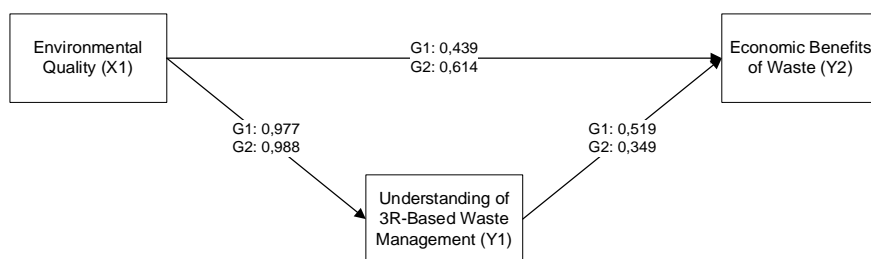 Environmental
Quality (X1)
G1: 0,439
G2: 0,614
Economic Benefits
of Waste (Y2)
G1: 0,977
G2: 0,988
G1: 0,519
G2: 0,349
Understanding of
3R-Based Waste
Management (Y1)